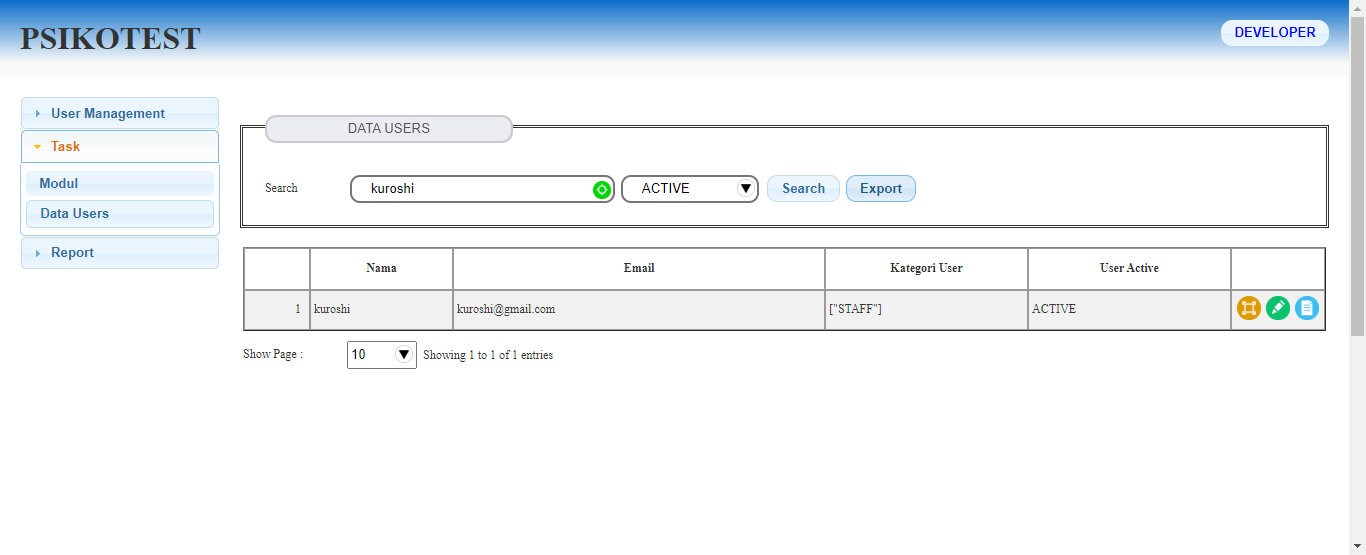 PSIKOTEST
DEVELOPER
User Management
Task
Modul
Data Users
Report
DATA USERS
Search kuroshi ACTIVE Search Export
Nama Email Kategori User User Active
1 kuroshi kuroshi@gmail.com ["STAFF"] ACTIVE
Show Page : 10 Showing 1 to 1 of 1 entries